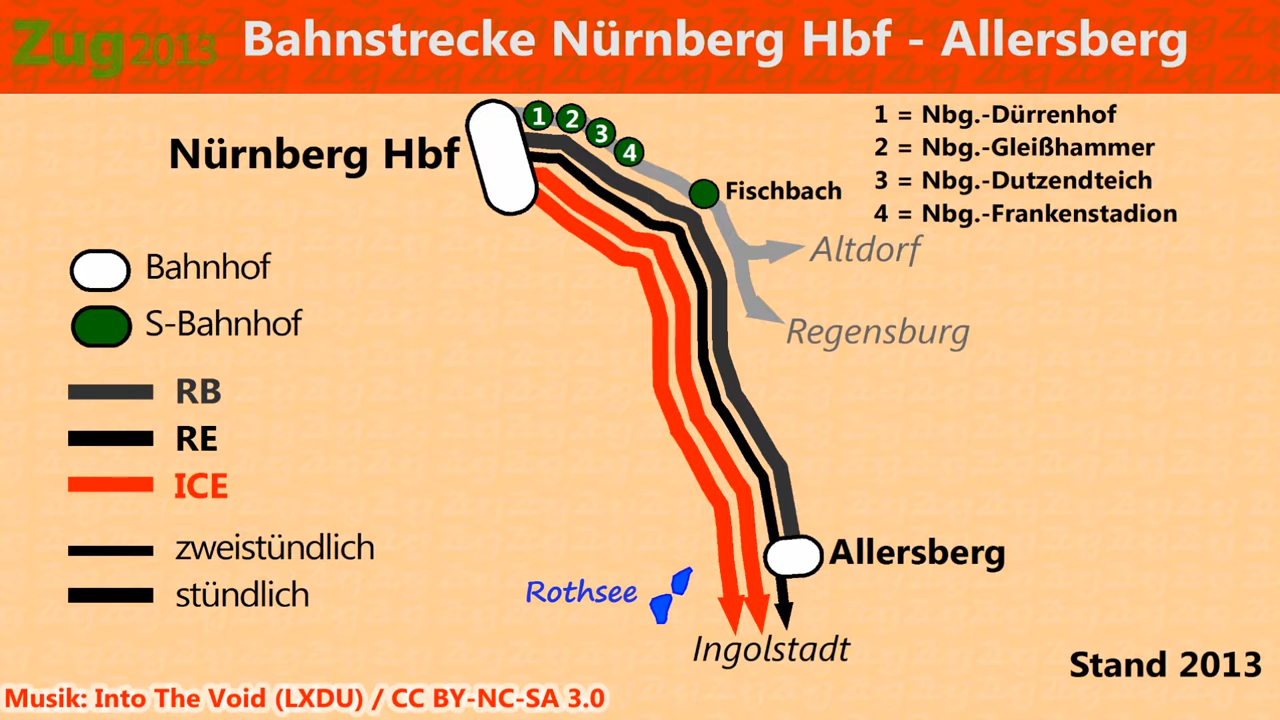 Zug2013
Bahnstrecke Nürnberg Hbf - Allersberg
Nürnberg Hbf
1
2
3
4
1 = Nbg.-Dürrenhof
2 = Nbg.-Gleißhammer
3 = Nbg.-Dutzendteich
4 = Nbg.-Frankenstadion
Fischbach
Altdorf
Regensburg
Bahnhof
S-Bahnhof
RB
RE
ICE
zweistündlich
stündlich
Allersberg
Rothsee
Ingolstadt
Stand 2013
Musik: Into The Void (LXDU) / CC BY-NC-SA 3.0